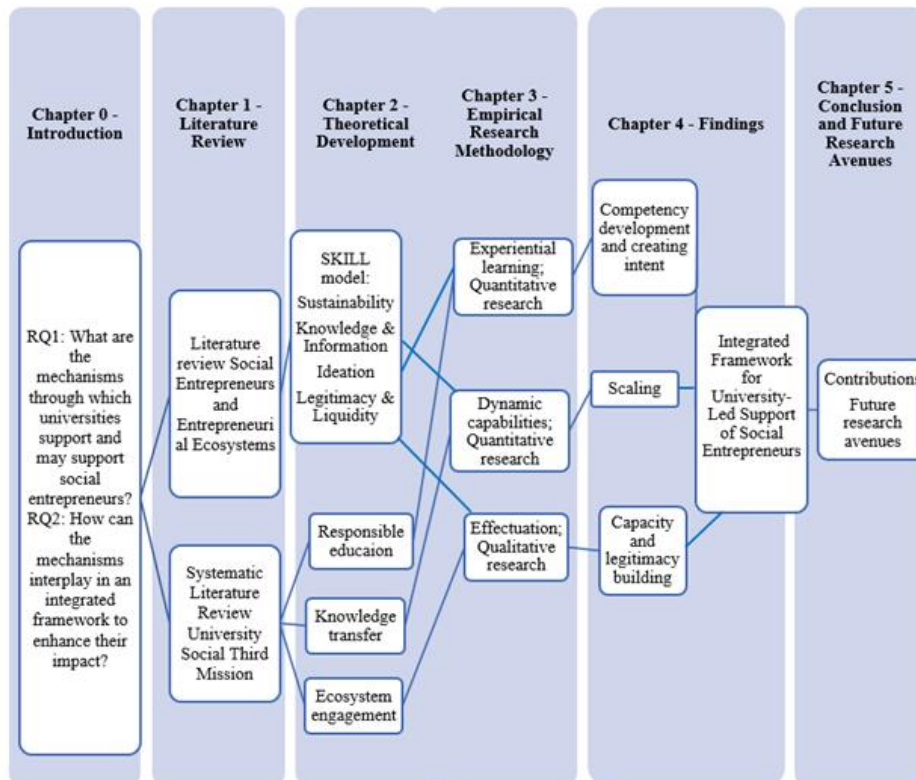 Chapter 0 -
Introduction
Chapter 1 -
Literature
Review
Chapter 2 -
Theoretical
Development
Chapter 3 -
Empirical
Research
Methodology
Chapter 4 - Findings
Chapter 5 -
Conclusion
and Future
Research
Avenues
RQ1: What are
the
mechanisms
through which
universities
support and
may support
social
entrepreneurs?
RQ2: How can
the
mechanisms
interplay in an
integrated
framework to
enhance their
impact?
Literature
review Social
Entrepreneurs
and
Entrepreneuri
al Ecosystems
Systematic
Literature
Review
University
Social Third
Mission
SKILL
model:
Sustainability
Knowledge &
Information
Ideation
Legitimacy &
Liquidity
Responsible
educaion
Knowledge
transfer
Ecosystem
engagement
Experiential
learning;
Quantitative
research
Dynamic
capabilities;
Quantitative
research
Effectuation;
Qualitative
research
Competency
development
and creating
intent
Scaling
Capacity
and
legitimacy
building
Integrated
Framework
for
University-
Led Support
of Social
Entrepreneurs
Contributions
Future
research
avenues